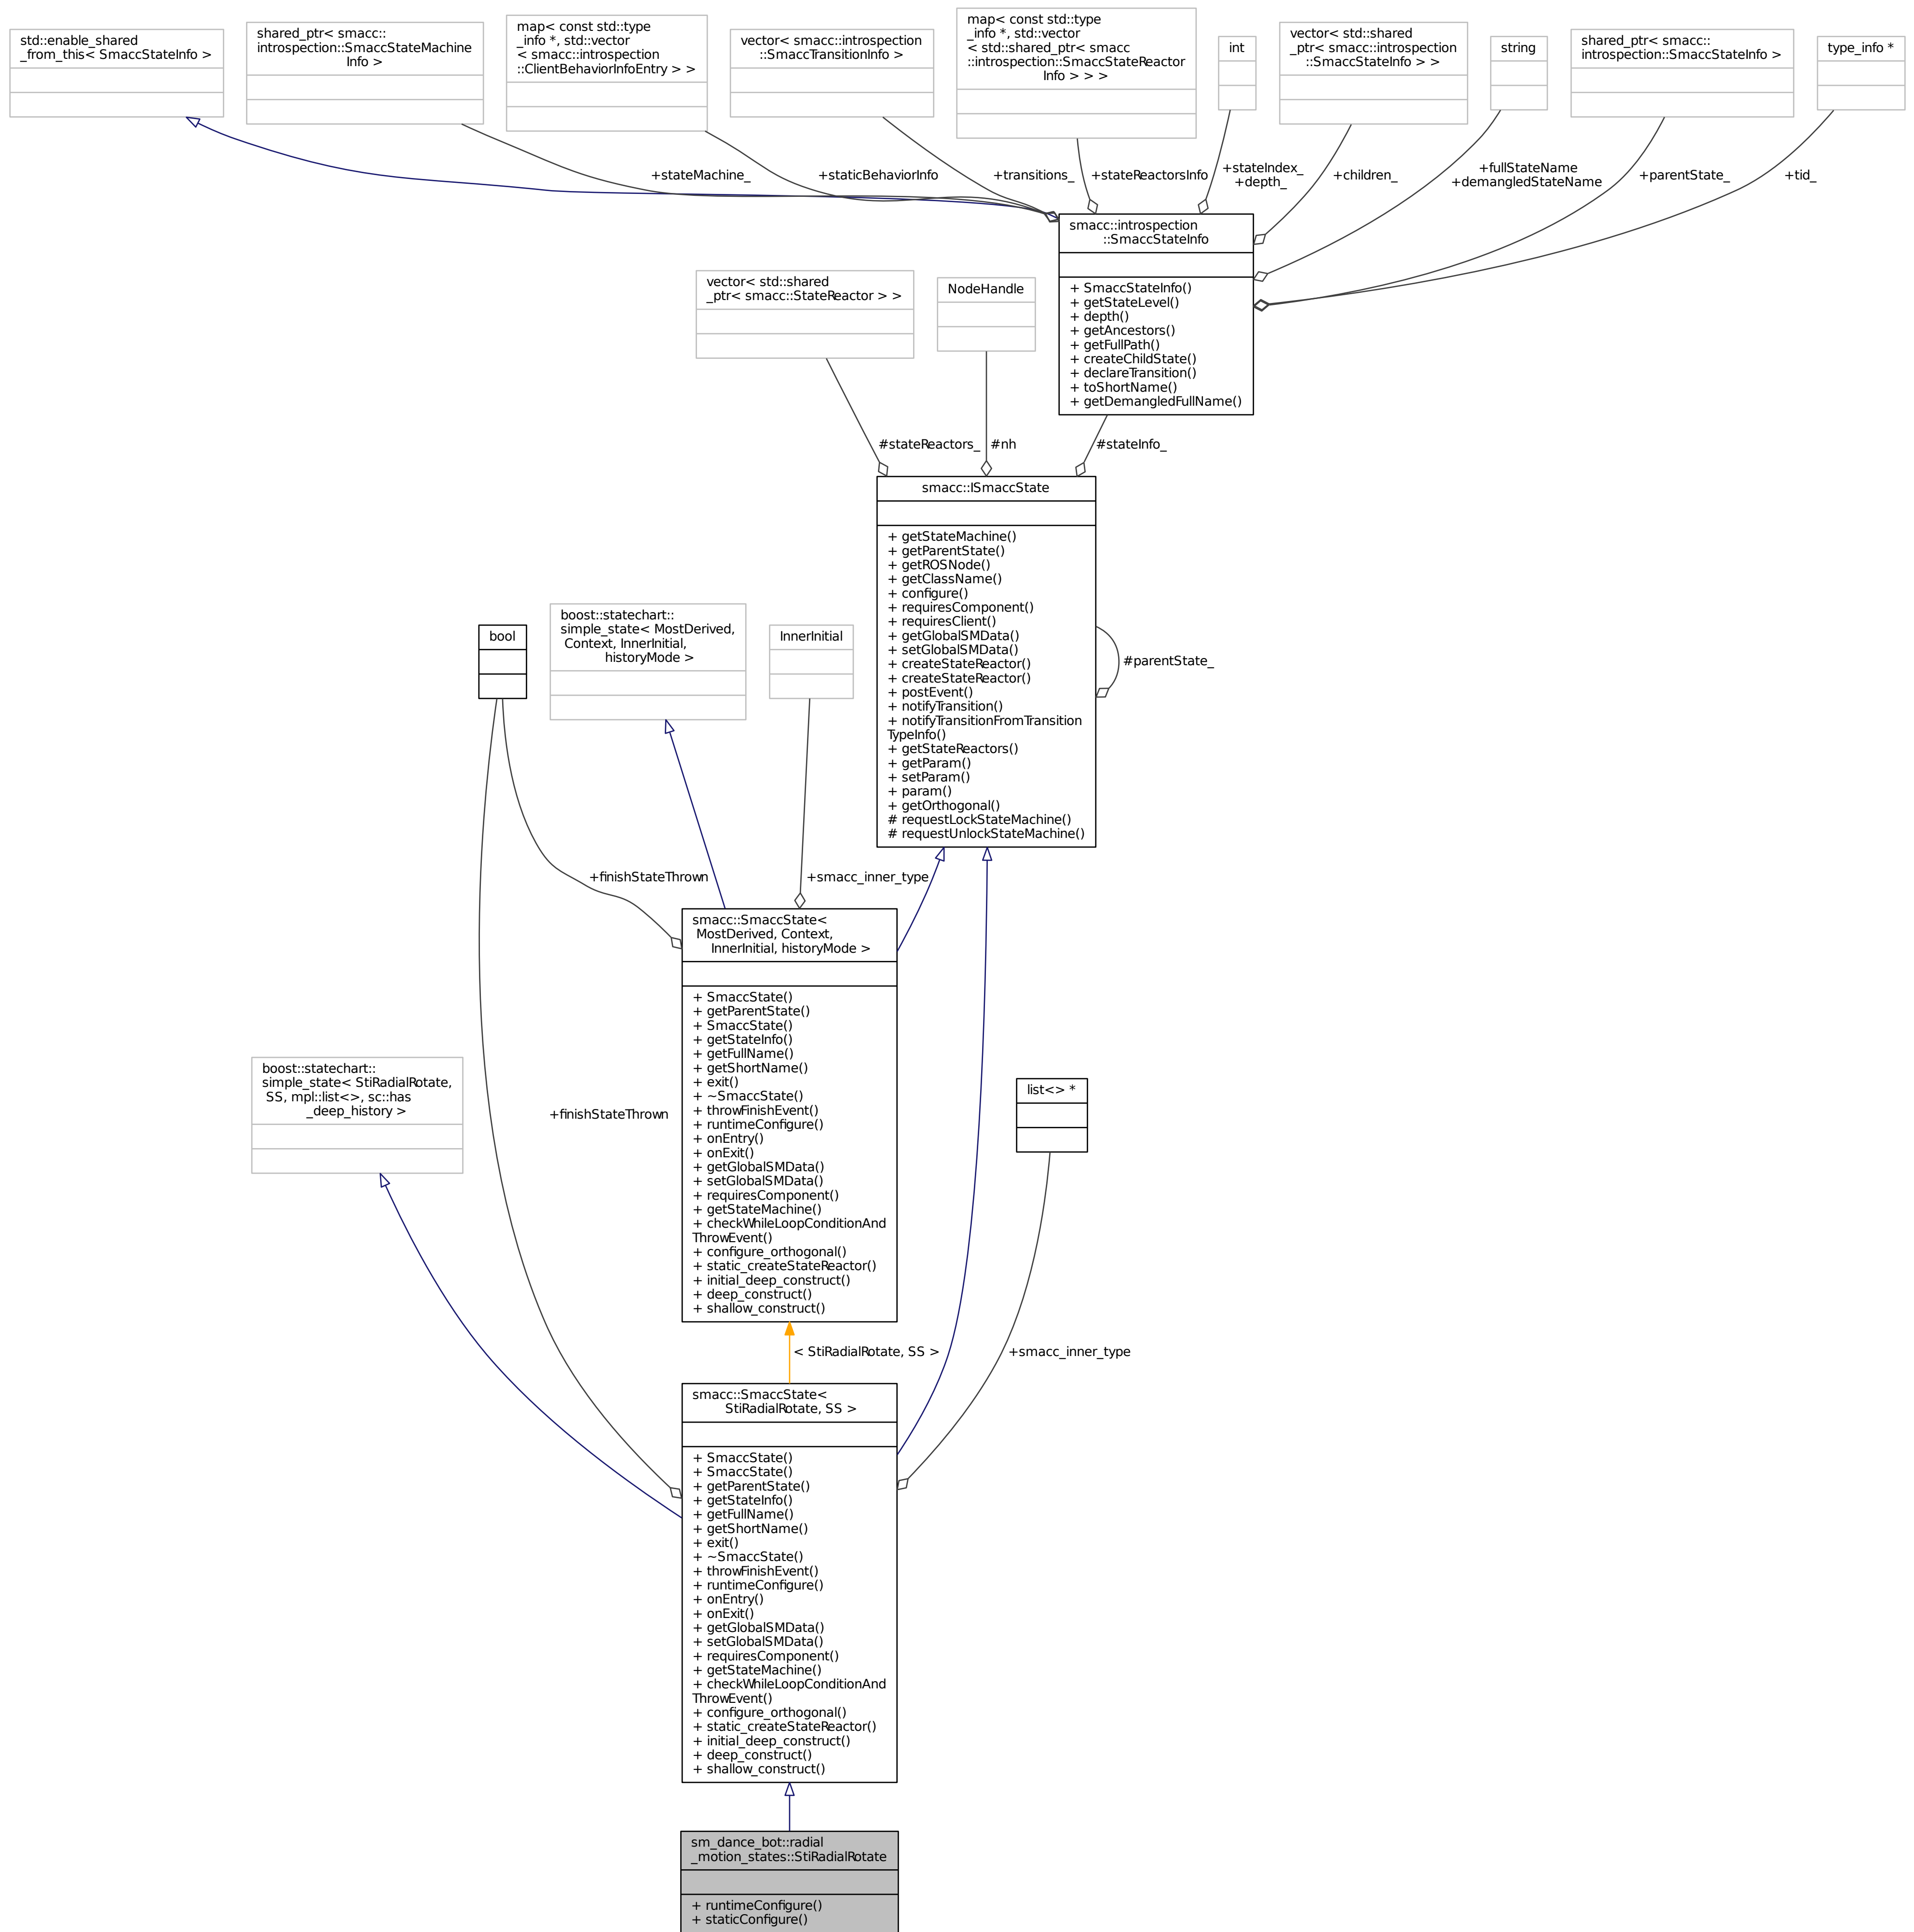 std::enable_shared
_from_this< SmaccStateInfo >
shared_ptr< smacc::
introspection::SmaccStateMachine
Info >
map< const std::type
_info *, std::vector
< smacc::introspection
::ClientBehaviorInfoEntry > >
vector< smacc::introspection
::SmaccTransitionInfo >
map< const std::type
_info *, std::vector
< std::shared_ptr< smacc
::introspection::SmaccStateReactor
Info > > >
int
vector< std::shared
_ptr< smacc::introspection
::SmaccStateInfo > >
string
shared_ptr< smacc::
introspection::SmaccStateInfo >
type_info *
+stateMachine_
+staticBehaviorInfo
+transitions_
+stateReactorsInfo
+stateIndex_
+depth_
+children_
+fullStateName
+demangledStateName
+parentState_
+tid_
smacc::introspection
::SmaccStateInfo
+ SmaccStateInfo()
+ getStateLevel()
+ depth()
+ getAncestors()
+ getFullPath()
+ createChildState()
+ declareTransition()
+ toShortName()
+ getDemangledFullName()
vector< std::shared
_ptr< smacc::StateReactor > >
NodeHandle
#stateReactors_
#nh
#stateInfo_
smacc::ISmaccState
+ getStateMachine()
+ getParentState()
+ getROSNode()
+ getClassName()
+ configure()
+ requiresComponent()
+ requiresClient()
+ getGlobalSMData()
+ setGlobalSMData()
+ createStateReactor()
+ createStateReactor()
+ postEvent()
+ notifyTransition()
+ notifyTransitionFromTransition
TypeInfo()
+ getStateReactors()
+ getParam()
+ setParam()
+ param()
+ getOrthogonal()
# requestLockStateMachine()
# requestUnlockStateMachine()
#parentState_
bool
boost::statechart::
simple_state< MostDerived,
Context, InnerInitial,
historyMode >
InnerInitial
+finishStateThrown
+smacc_inner_type
smacc::SmaccState<
MostDerived, Context,
InnerInitial, historyMode >
+ SmaccState()
+ getParentState()
+ SmaccState()
+ getStateInfo()
+ getFullName()
+ getShortName()
+ exit()
+ ~SmaccState()
+ throwFinishEvent()
+ runtimeConfigure()
+ onEntry()
+ onExit()
+ getGlobalSMData()
+ setGlobalSMData()
+ requiresComponent()
+ getStateMachine()
+ checkWhileLoopConditionAnd
ThrowEvent()
+ configure_orthogonal()
+ static_createStateReactor()
+ initial_deep_construct()
+ deep_construct()
+ shallow_construct()
boost::statechart::
simple_state< StiRadialRotate,
SS, mpl::list<>, sc::has
_deep_history >
+finishStateThrown
list<> *
< StiRadialRotate, SS >
+smacc_inner_type
smacc::SmaccState<
StiRadialRotate, SS >
+ SmaccState()
+ SmaccState()
+ getParentState()
+ getStateInfo()
+ getFullName()
+ getShortName()
+ exit()
+ ~SmaccState()
+ throwFinishEvent()
+ runtimeConfigure()
+ onEntry()
+ onExit()
+ getGlobalSMData()
+ setGlobalSMData()
+ requiresComponent()
+ getStateMachine()
+ checkWhileLoopConditionAnd
ThrowEvent()
+ configure_orthogonal()
+ static_createStateReactor()
+ initial_deep_construct()
+ deep_construct()
+ shallow_construct()
sm_dance_bot::radial
_motion_states::StiRadialRotate
+ runtimeConfigure()
+ staticConfigure()